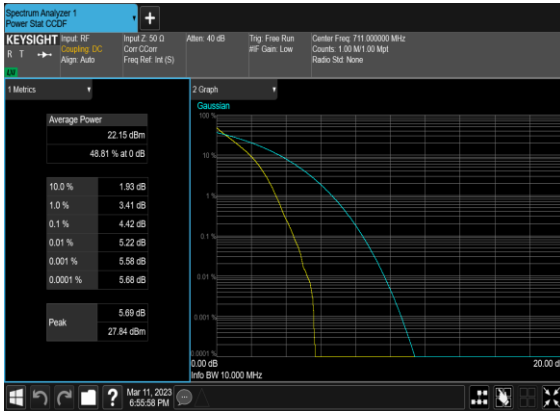 Spectrum Analyzer 1
Power Stat CCDF
+
KEYSIGHT
R T
LXI
Input: RF
Coupling: DC
Align: Auto
Input Z: 50 Ω
Corr CCorr
Freq Ref: Int (S)
Atten: 40 dB
Trig: Free Run
#IF Gain: Low
Center Freq: 711.000000 MHz
Counts: 1.00 M/1.00 Mpt
Radio Std: None
1 Metrics
Average Power
22.15 dBm
48.81 % at 0 dB
10.0 % 1.93 dB
1.0 % 3.41 dB
0.1 % 4.42 dB
0.01 % 5.22 dB
0.001 % 5.58 dB
0.0001 % 5.68 dB
Peak
5.69 dB
27.84 dBm
2 Graph
Gaussian
100 %
10 %
1 %
0.1 %
0.01 %
0.001 %
0.0001 %
0.00 dB
20.00 d
Info BW 10.000 MHz
?
Mar 11, 2023
6:55:58 PM